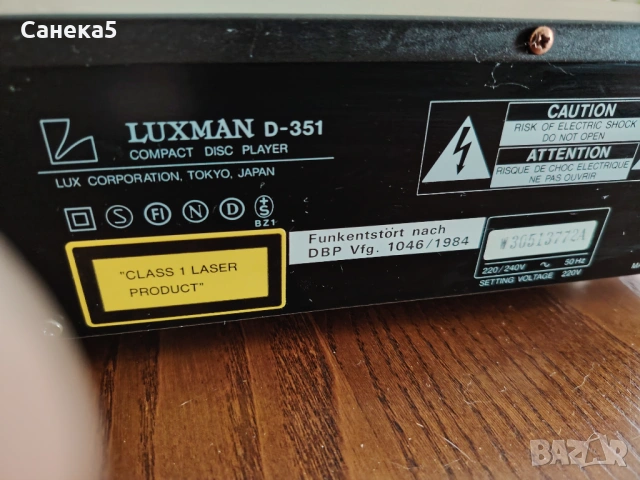 Санека5
LUXMAN D-351
COMPACT DISC PLAYER
LUX CORPORATION, TOKYO, JAPAN
S FI N D S
BZ1
"CLASS 1 LASER
PRODUCT"
Funkentstört nach
DBP Vfg. 1046/1984
CAUTION
RISK OF ELECTRIC SHOCK
DO NOT OPEN
ATTENTION
RISQUE DE CHOC ELECTRIQUE
NE PAS OUVRIR
220/240V ~ 50Hz
SETTING VOLTAGE 220V
BAZAR